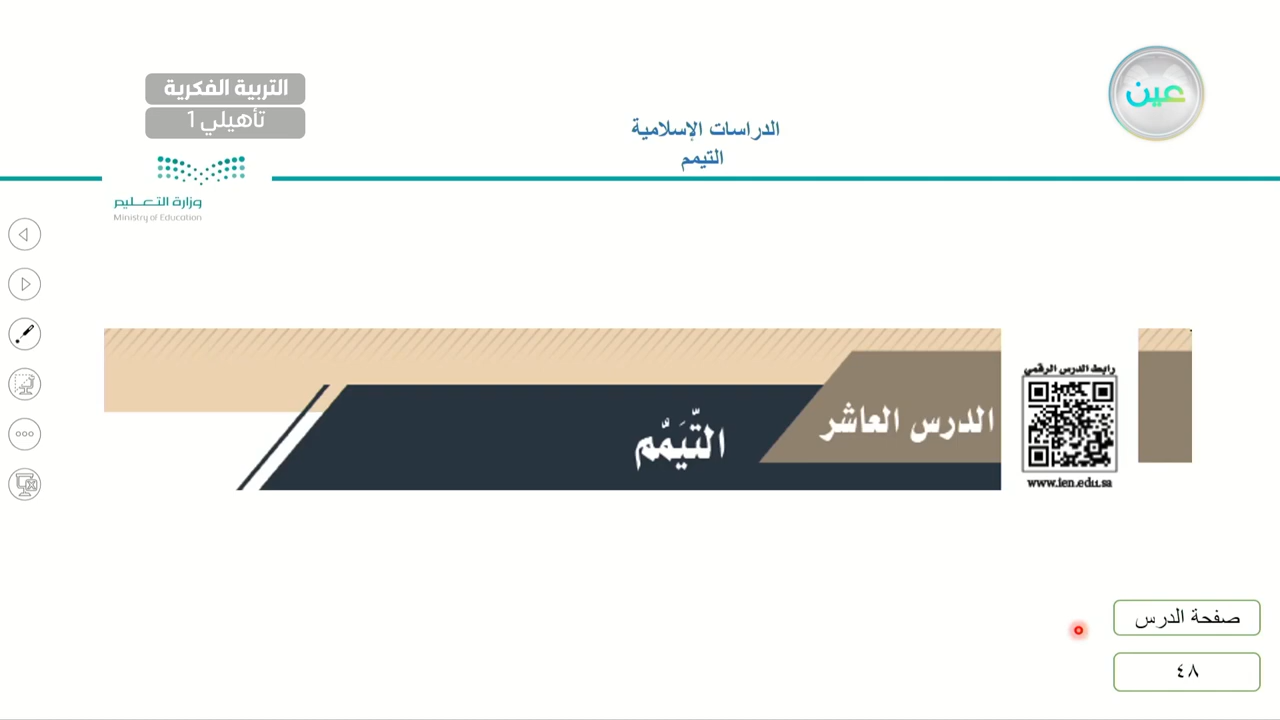 عين
التربية الفكرية
تأهيلي 1
الدراسات الإسلامية
التيمم
وزارة التعـــليم
Ministry of Education
رابط الدرس الرقمي
www.ien.edu.sa
الدرس العاشر
التَّيَمُّم
صفحة الدرس
٤٨